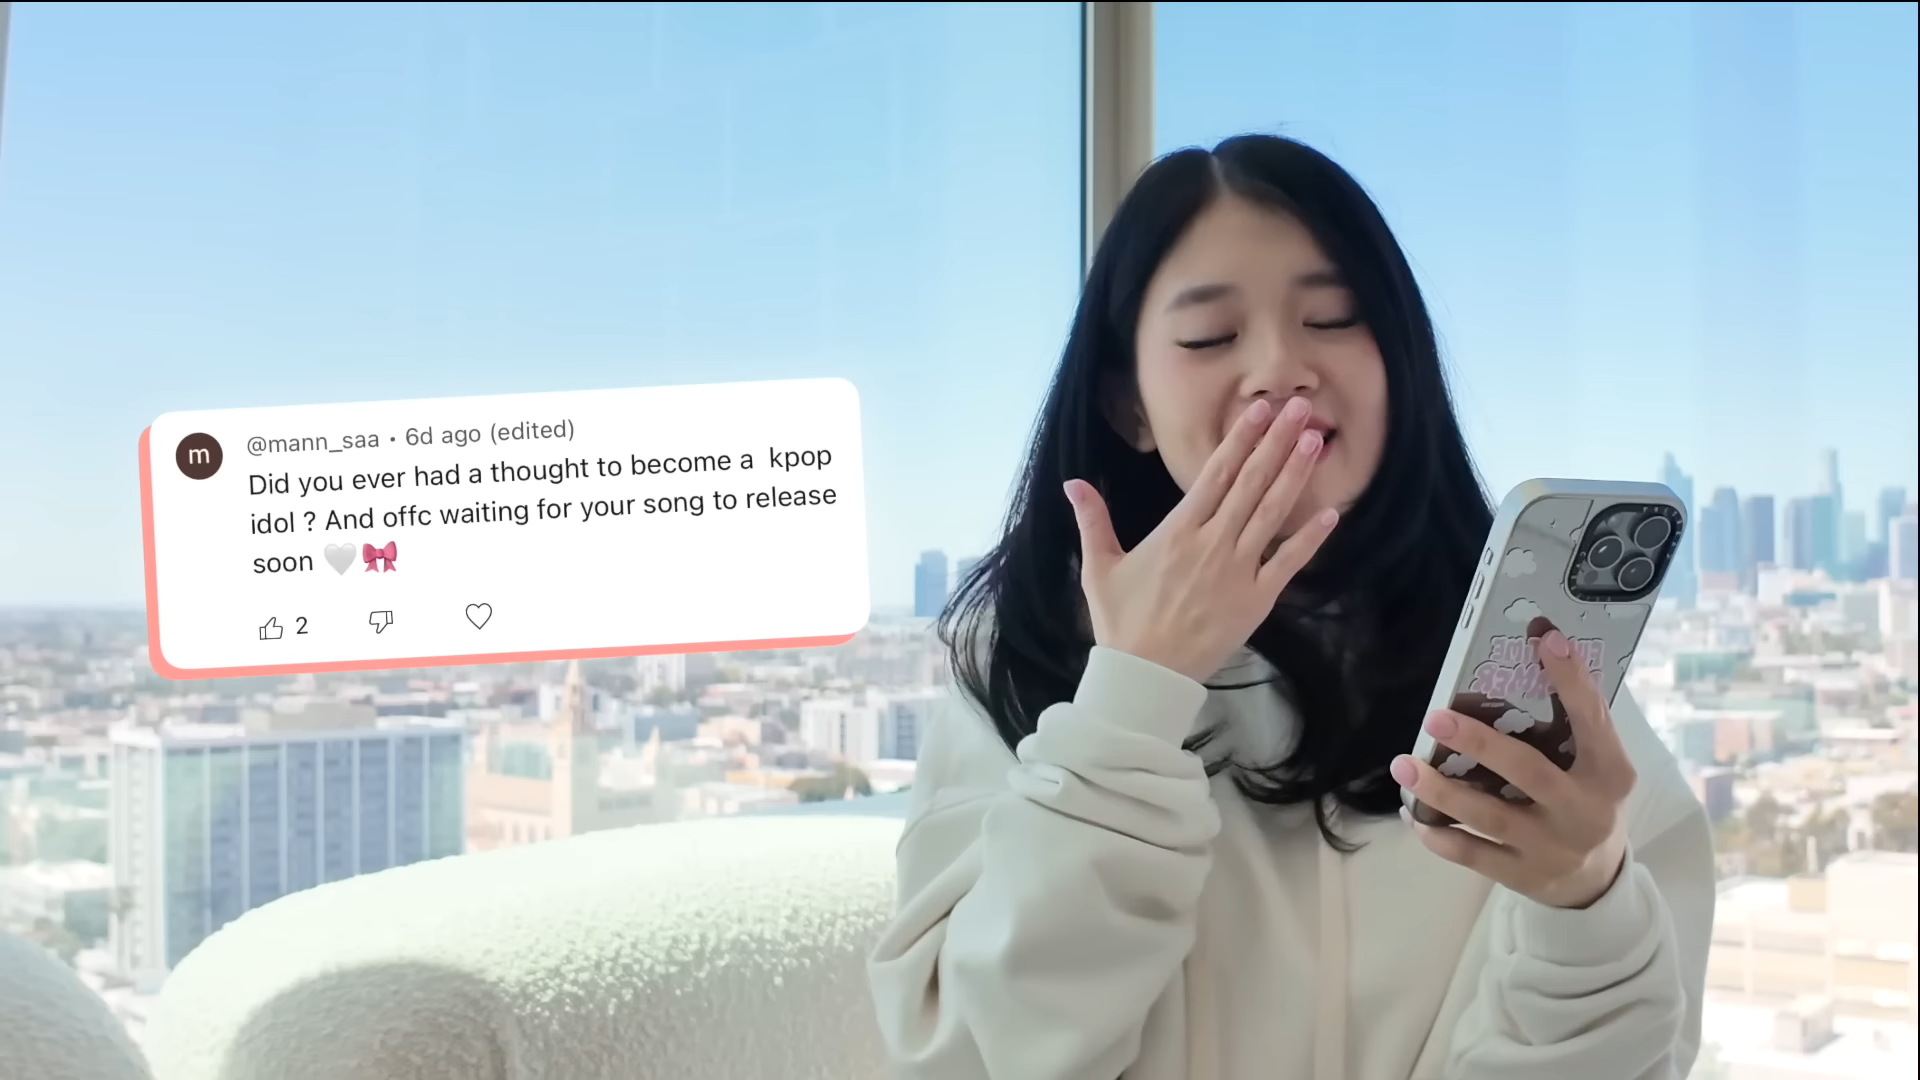 m
@mann_saa • 6d ago (edited)
Did you ever had a thought to become a  kpop
idol ? And offc waiting for your song to release
soon 🤍🎀
2